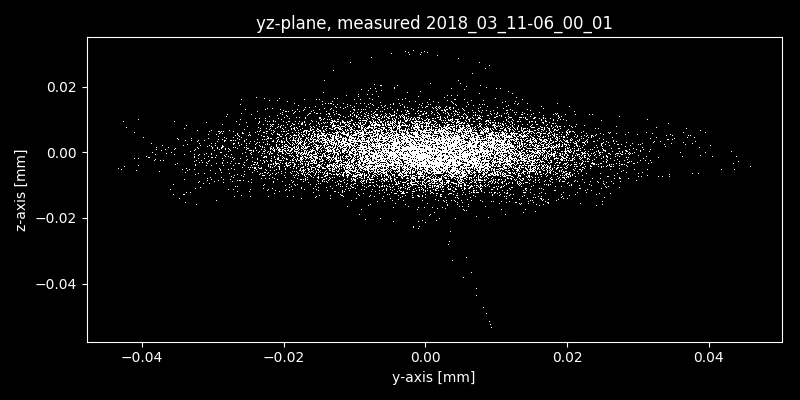 yz-plane, measured 2018_03_11-06_00_01
0.02
0.00
−0.02
−0.04
z-axis [mm]
−0.04 −0.02 0.00 0.02 0.04
y-axis [mm]